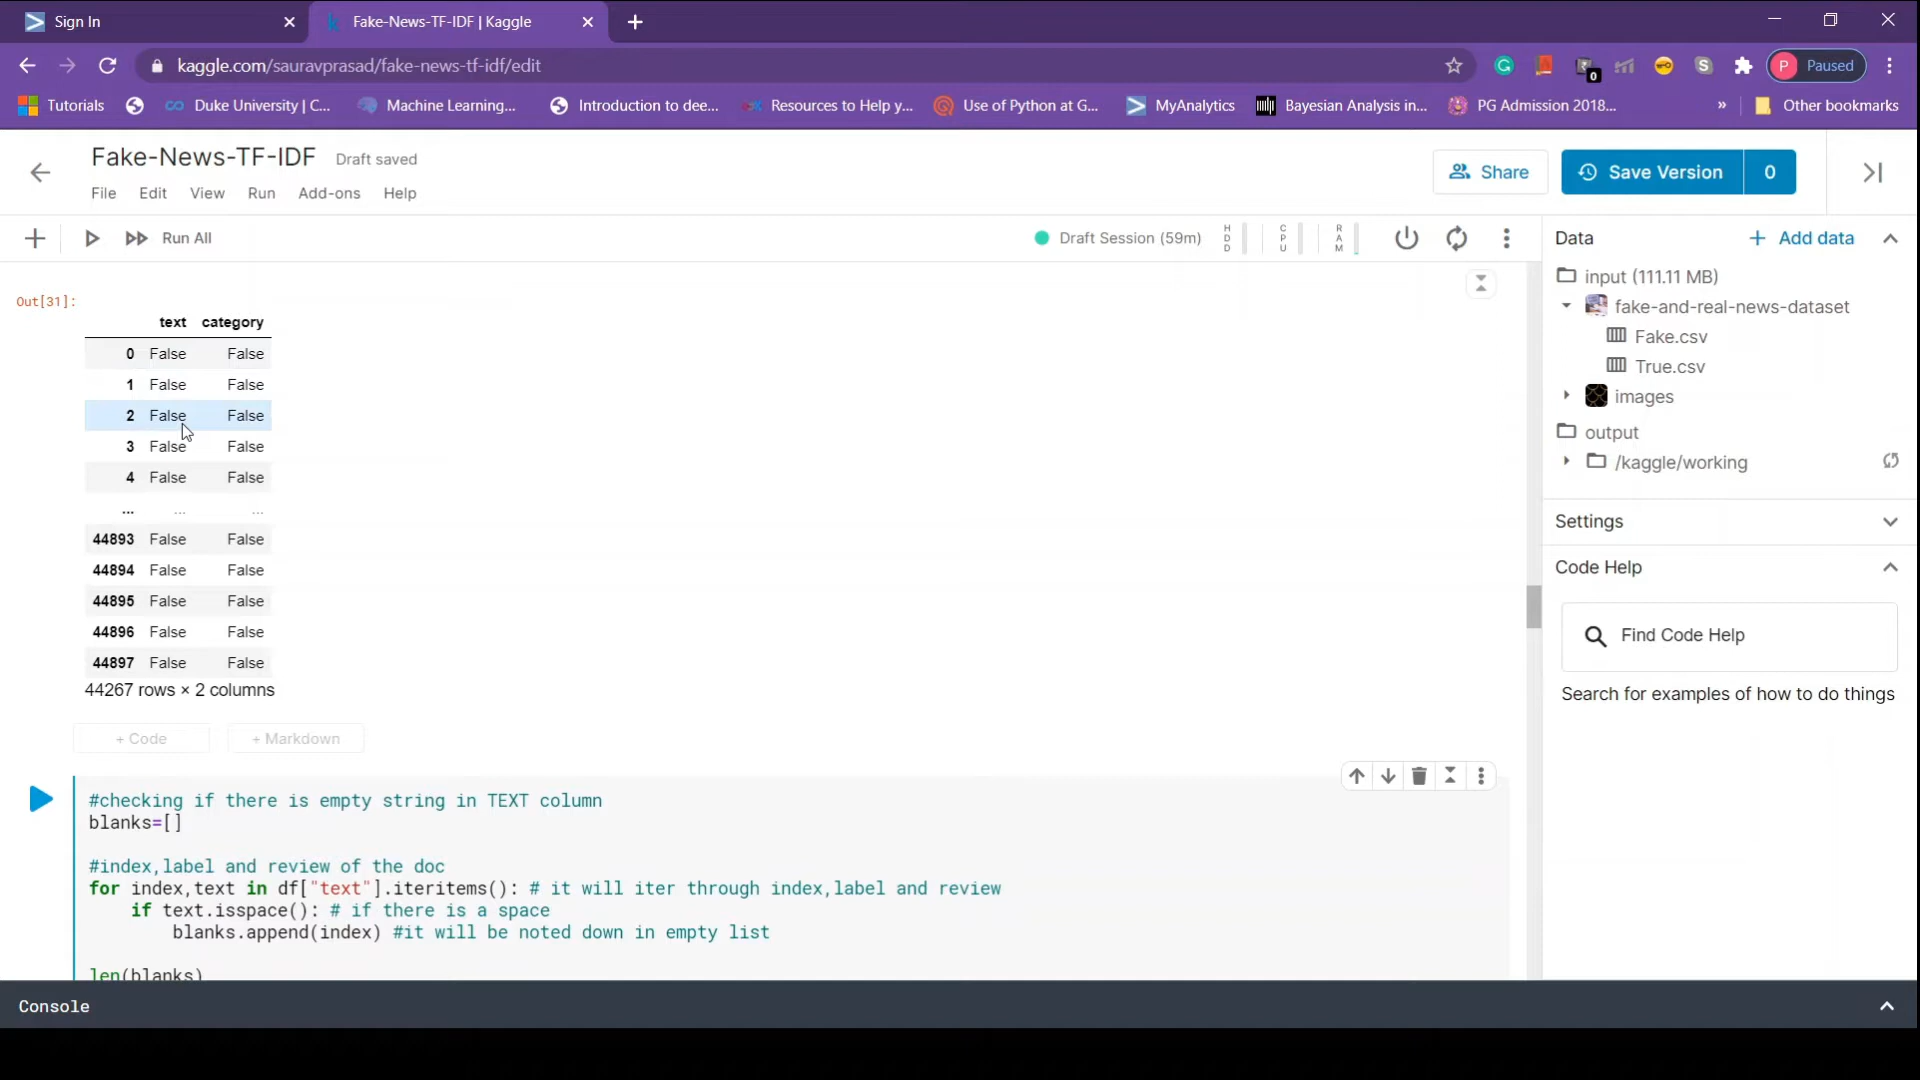 Sign In
Fake-News-TF-IDF | Kaggle
kaggle.com/sauravprasad/fake-news-tf-idf/edit
0
P Paused
Tutorials
Duke University | C...
Machine Learning...
Introduction to dee...
Resources to Help y...
Use of Python at G...
MyAnalytics
Bayesian Analysis in...
PG Admission 2018...
»
Other bookmarks
Fake-News-TF-IDF Draft saved
File Edit View Run Add-ons Help
Share
Save Version 0
Run All
Draft Session (59m)
HDD
CPU
RAM
Data
+ Add data
input (111.11 MB)
fake-and-real-news-dataset
Fake.csv
True.csv
images
output
/kaggle/working
Settings
Code Help
Find Code Help
Search for examples of how to do things
Out[31]:
text category
0 False False
1 False False
2 False False
3 False False
4 False False
... ... ...
44893 False False
44894 False False
44895 False False
44896 False False
44897 False False
44267 rows × 2 columns
+ Code + Markdown
#checking if there is empty string in TEXT column
blanks=[]
#index,label and review of the doc
for index,text in df["text"].iteritems(): # it will iter through index,label and review
if text.isspace(): # if there is a space
blanks.append(index) #it will be noted down in empty list
len(blanks)
Console